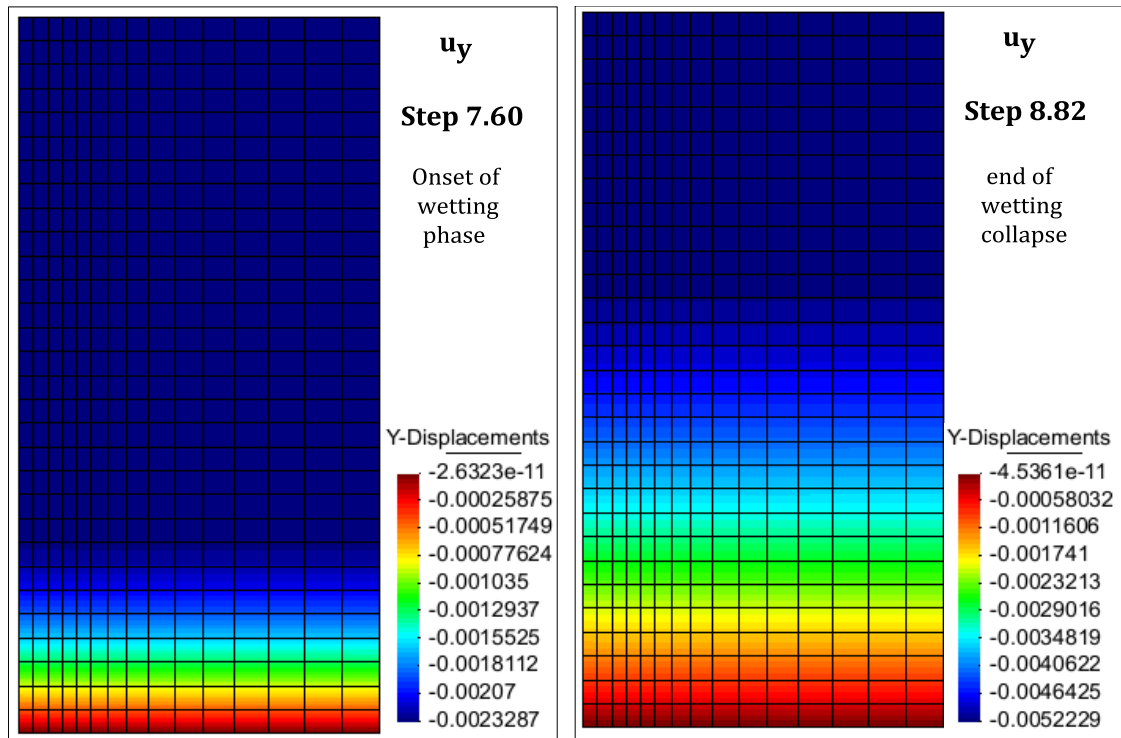 u_y
Step 7.60
Onset of
wetting
phase
Y-Displacements
-2.6323e-11
-0.00025875
-0.00051749
-0.00077624
-0.001035
-0.0012937
-0.0015525
-0.0018112
-0.00207
-0.0023287
u_y
Step 8.82
end of
wetting
collapse
Y-Displacements
-4.5361e-11
-0.00058032
-0.0011606
-0.001741
-0.0023213
-0.0029016
-0.0034819
-0.0040622
-0.0046425
-0.0052229